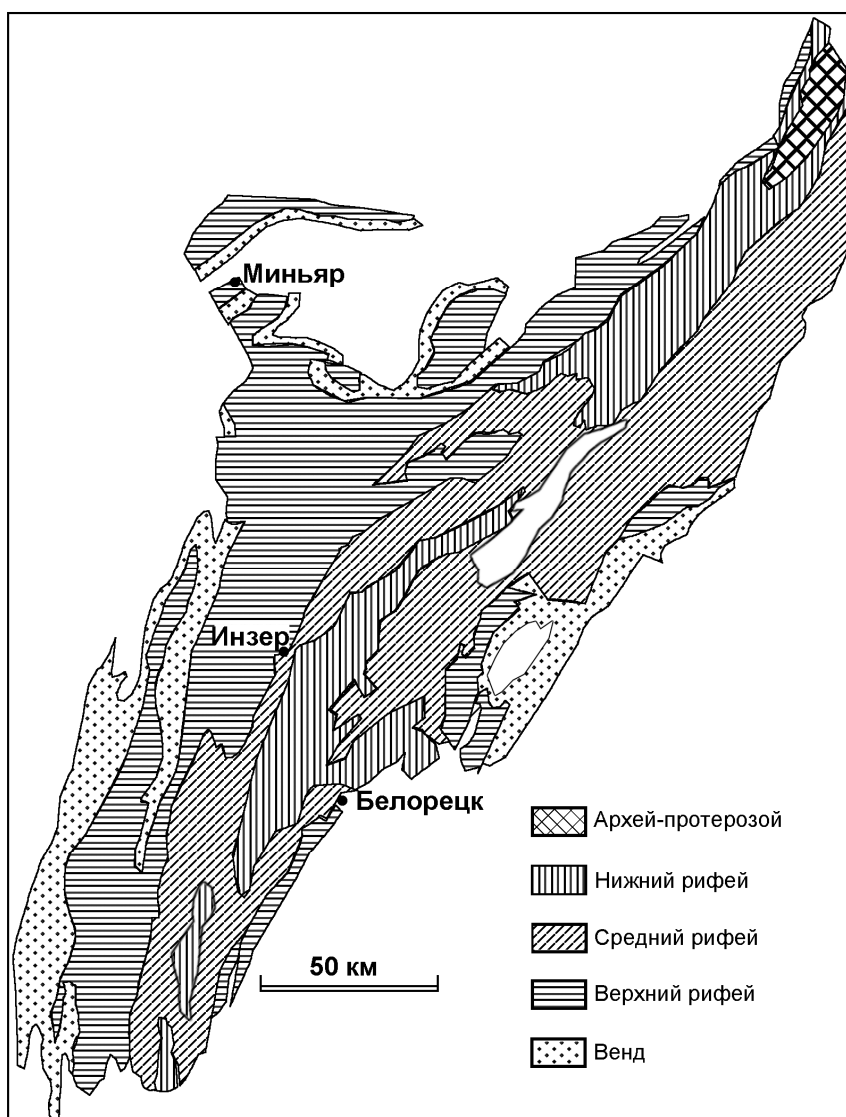 Миньяр
Инзер
Белорецк
Архей-протерозой
Нижний рифей
Средний рифей
50 км
Верхний рифей
Венд